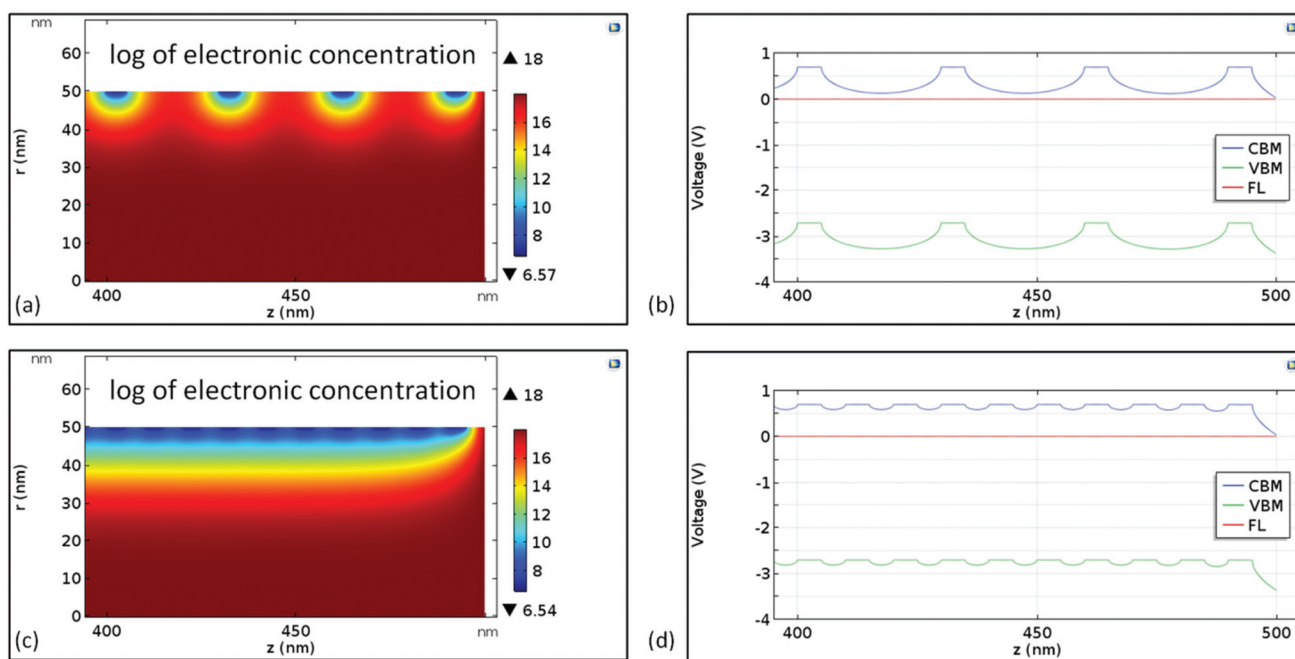 nm
60
50
40
30
20
10
0
r (nm)
log of electronic concentration
▲ 18
16
14
12
10
8
▼ 6.57
400
450
nm
z (nm)
(a)
1
0
-1
-2
-3
-4
Voltage (V)
CBM
VBM
FL
400
450
500
z (nm)
(b)
nm
60
50
40
30
20
10
0
r (nm)
log of electronic concentration
▲ 18
16
14
12
10
8
▼ 6.54
400
450
nm
z (nm)
(c)
1
0
1
-2
-3
-4
Voltage (V)
CBM
VBM
FL
400
450
500
z (nm)
(d)